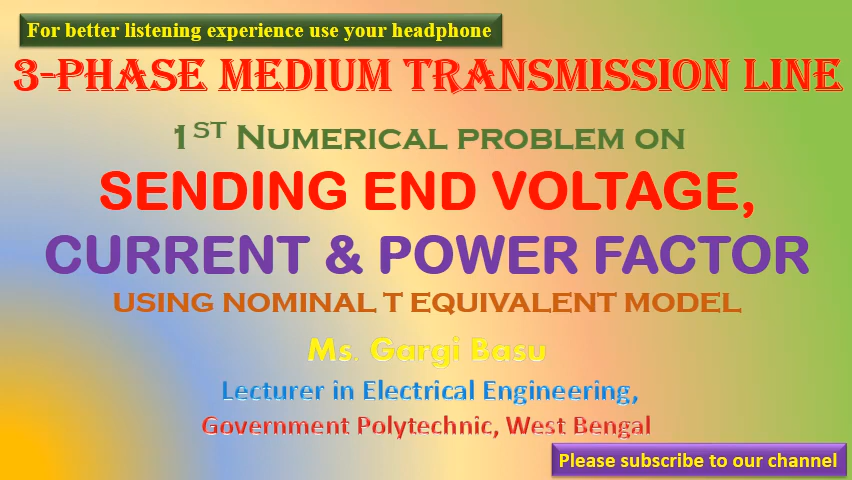 For better listening experience use your headphone
3-PHASE MEDIUM TRANSMISSION LINE
1ST NUMERICAL PROBLEM ON
SENDING END VOLTAGE,
CURRENT & POWER FACTOR
USING NOMINAL T EQUIVALENT MODEL
Ms. Gargi Basu
Lecturer in Electrical Engineering,
Government Polytechnic, West Bengal
Please subscribe to our channel